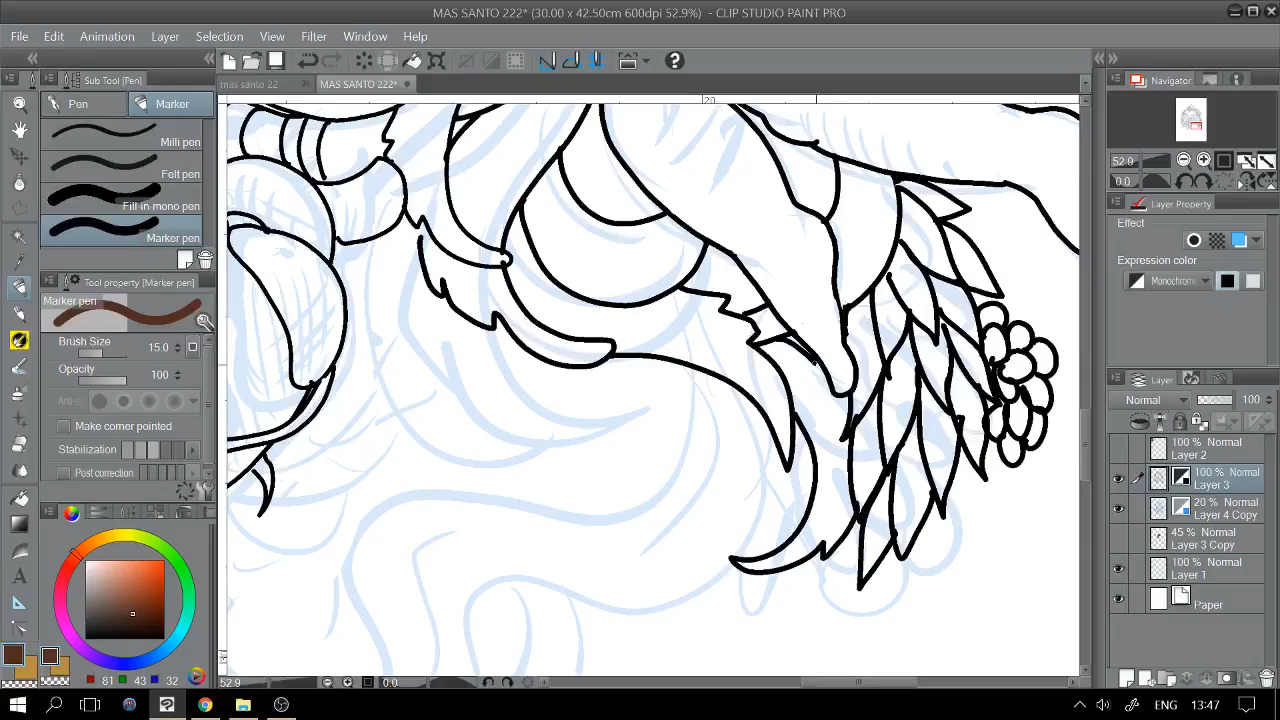 MAS SANTO 222* (30.00 x 42.50cm 600dpi 52.9%) - CLIP STUDIO PAINT PRO
File Edit Animation Layer Selection View Filter Window Help
Sub Tool [Pen]
mas santo 22 MAS SANTO 222*
Navigator
Pen Marker
20
Milli pen
52.9
Felt pen
0.0
Fill in mono pen
Layer Property
Effect
Marker pen
Expression color
Tool property [Marker pen]
Monochrome
Marker pen
Brush Size 15.0
Opacity 100
Layer
Normal 100
Make corner pointed
100 % Normal
Layer 2
Stabilization
Post correction
100 % Normal
Layer 3
20 % Normal
Layer 4 Copy
45 % Normal
Layer 3 Copy
100 % Normal
Layer 1
Paper
81 43 32
52.9 0.0
ENG 13:47